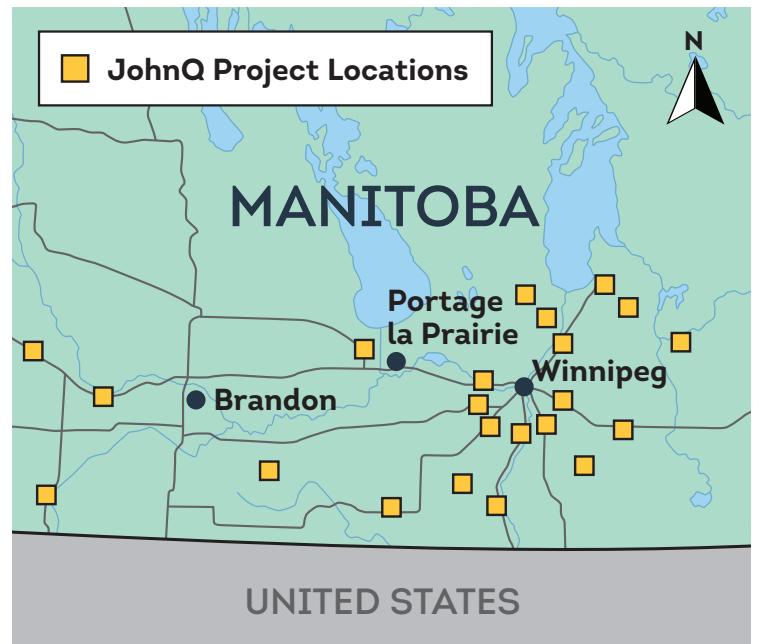 JohnQ Project Locations
N
MANITOBA
Portage
la Prairie
Winnipeg
Brandon
UNITED STATES